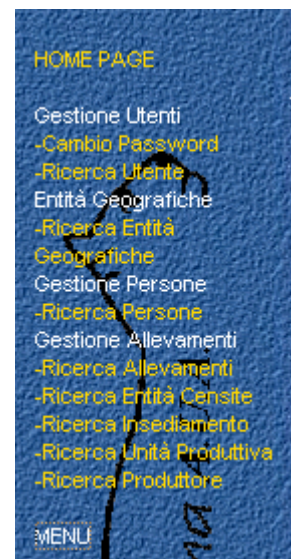 HOME PAGE
Gestione Utenti
-Cambio Password
-Ricerca Utente
Entità Geografiche
-Ricerca Entità
Geografiche
Gestione Persone
-Ricerca Persone
Gestione Allevamenti
-Ricerca Allevamenti
-Ricerca Entità Censite
-Ricerca Insediamento
-Ricerca Unità Produttiva
-Ricerca Produttore
MENU